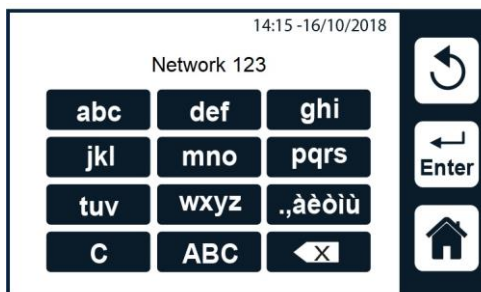 14:15 -16/10/2018
Network 123
abc def ghi
jkl mno pqrs
tuv wxyz .,àèòìù
C ABC X
Enter